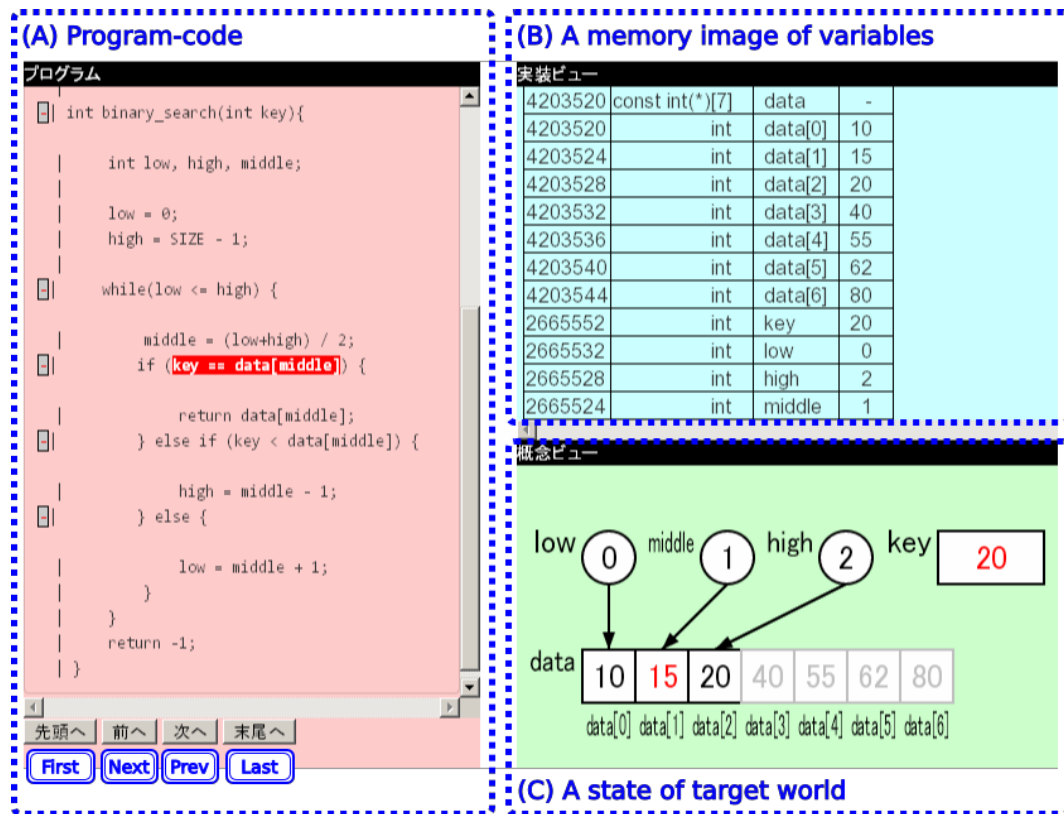 (A) Program-code
プログラム
int binary_search(int key){
int low, high, middle;
low = 0;
high = SIZE - 1;
while(low <= high) {
middle = (low+high) / 2;
if (key == data[middle]) {
return data[middle];
} else if (key < data[middle]) {
high = middle - 1;
} else {
low = middle + 1;
}
}
return -1;
}
先頭へ 前へ 次へ 末尾へ
First Next Prev Last
(B) A memory image of variables
実装ビュー
4203520 const int(*)[7] data -
4203520 int data[0] 10
4203524 int data[1] 15
4203528 int data[2] 20
4203532 int data[3] 40
4203536 int data[4] 55
4203540 int data[5] 62
4203544 int data[6] 80
2665552 int key 20
2665532 int low 0
2665528 int high 2
2665524 int middle 1
概念ビュー
low 0 middle 1 high 2 key 20
data 10 15 20 40 55 62 80
data[0] data[1] data[2] data[3] data[4] data[5] data[6]
(C) A state of target world